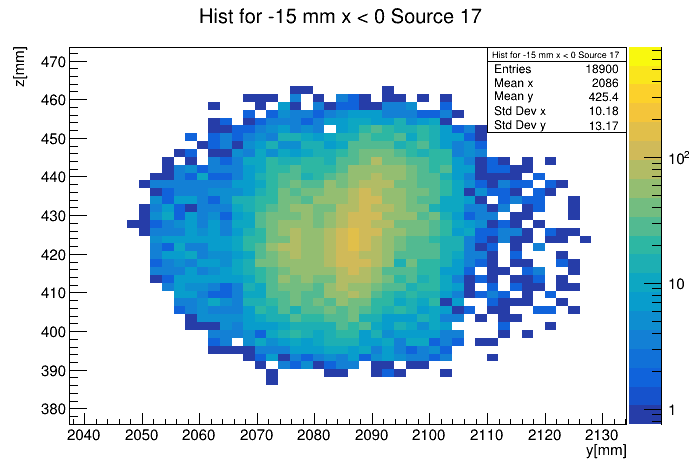 Hist for -15 mm x < 0 Source 17
z[mm]
470
460
450
440
430
420
410
400
390
380
Hist for -15 mm x < 0 Source 17
Entries 18900
Mean x 2086
Mean y 425.4
Std Dev x 10.18
Std Dev y 13.17
10²
10
1
2040 2050 2060 2070 2080 2090 2100 2110 2120 2130
y[mm]